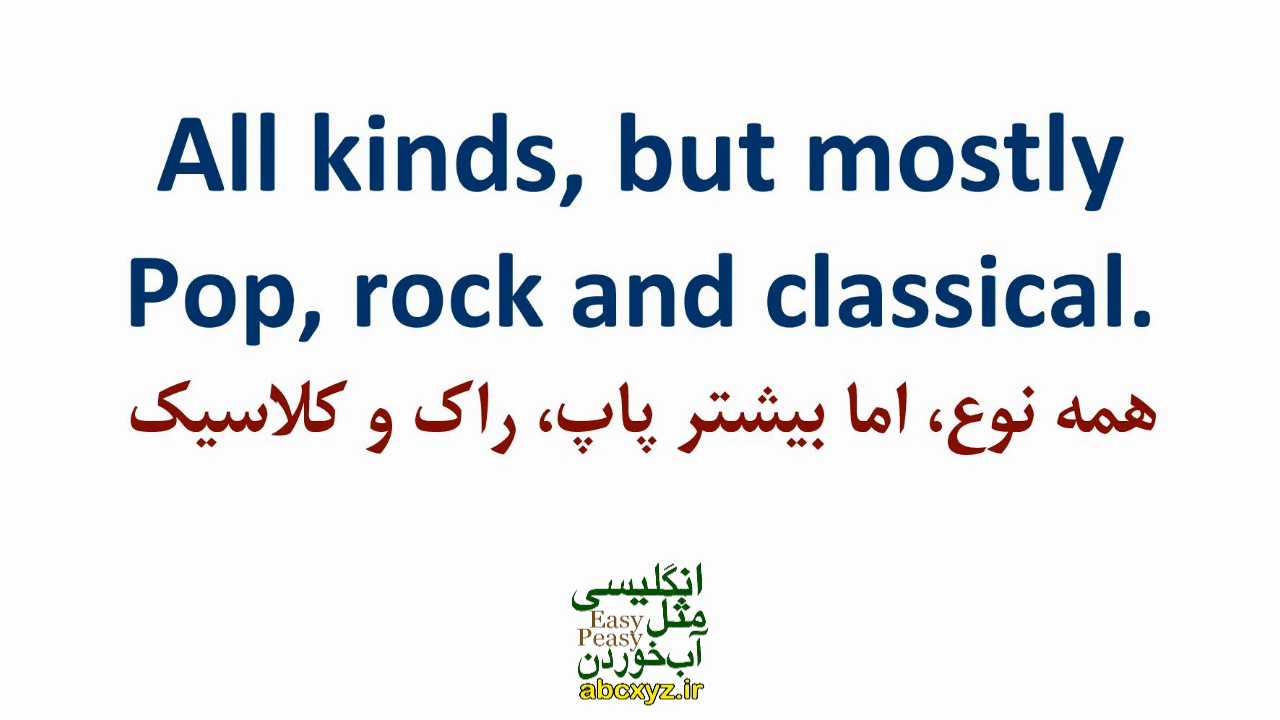 All kinds, but mostly
Pop, rock and classical.
همه نوع، اما بیشتر پاپ، راک و کلاسیک
انگلیسی
مثل
Easy
Peasy
آب‌خوردن
abcxyz.ir